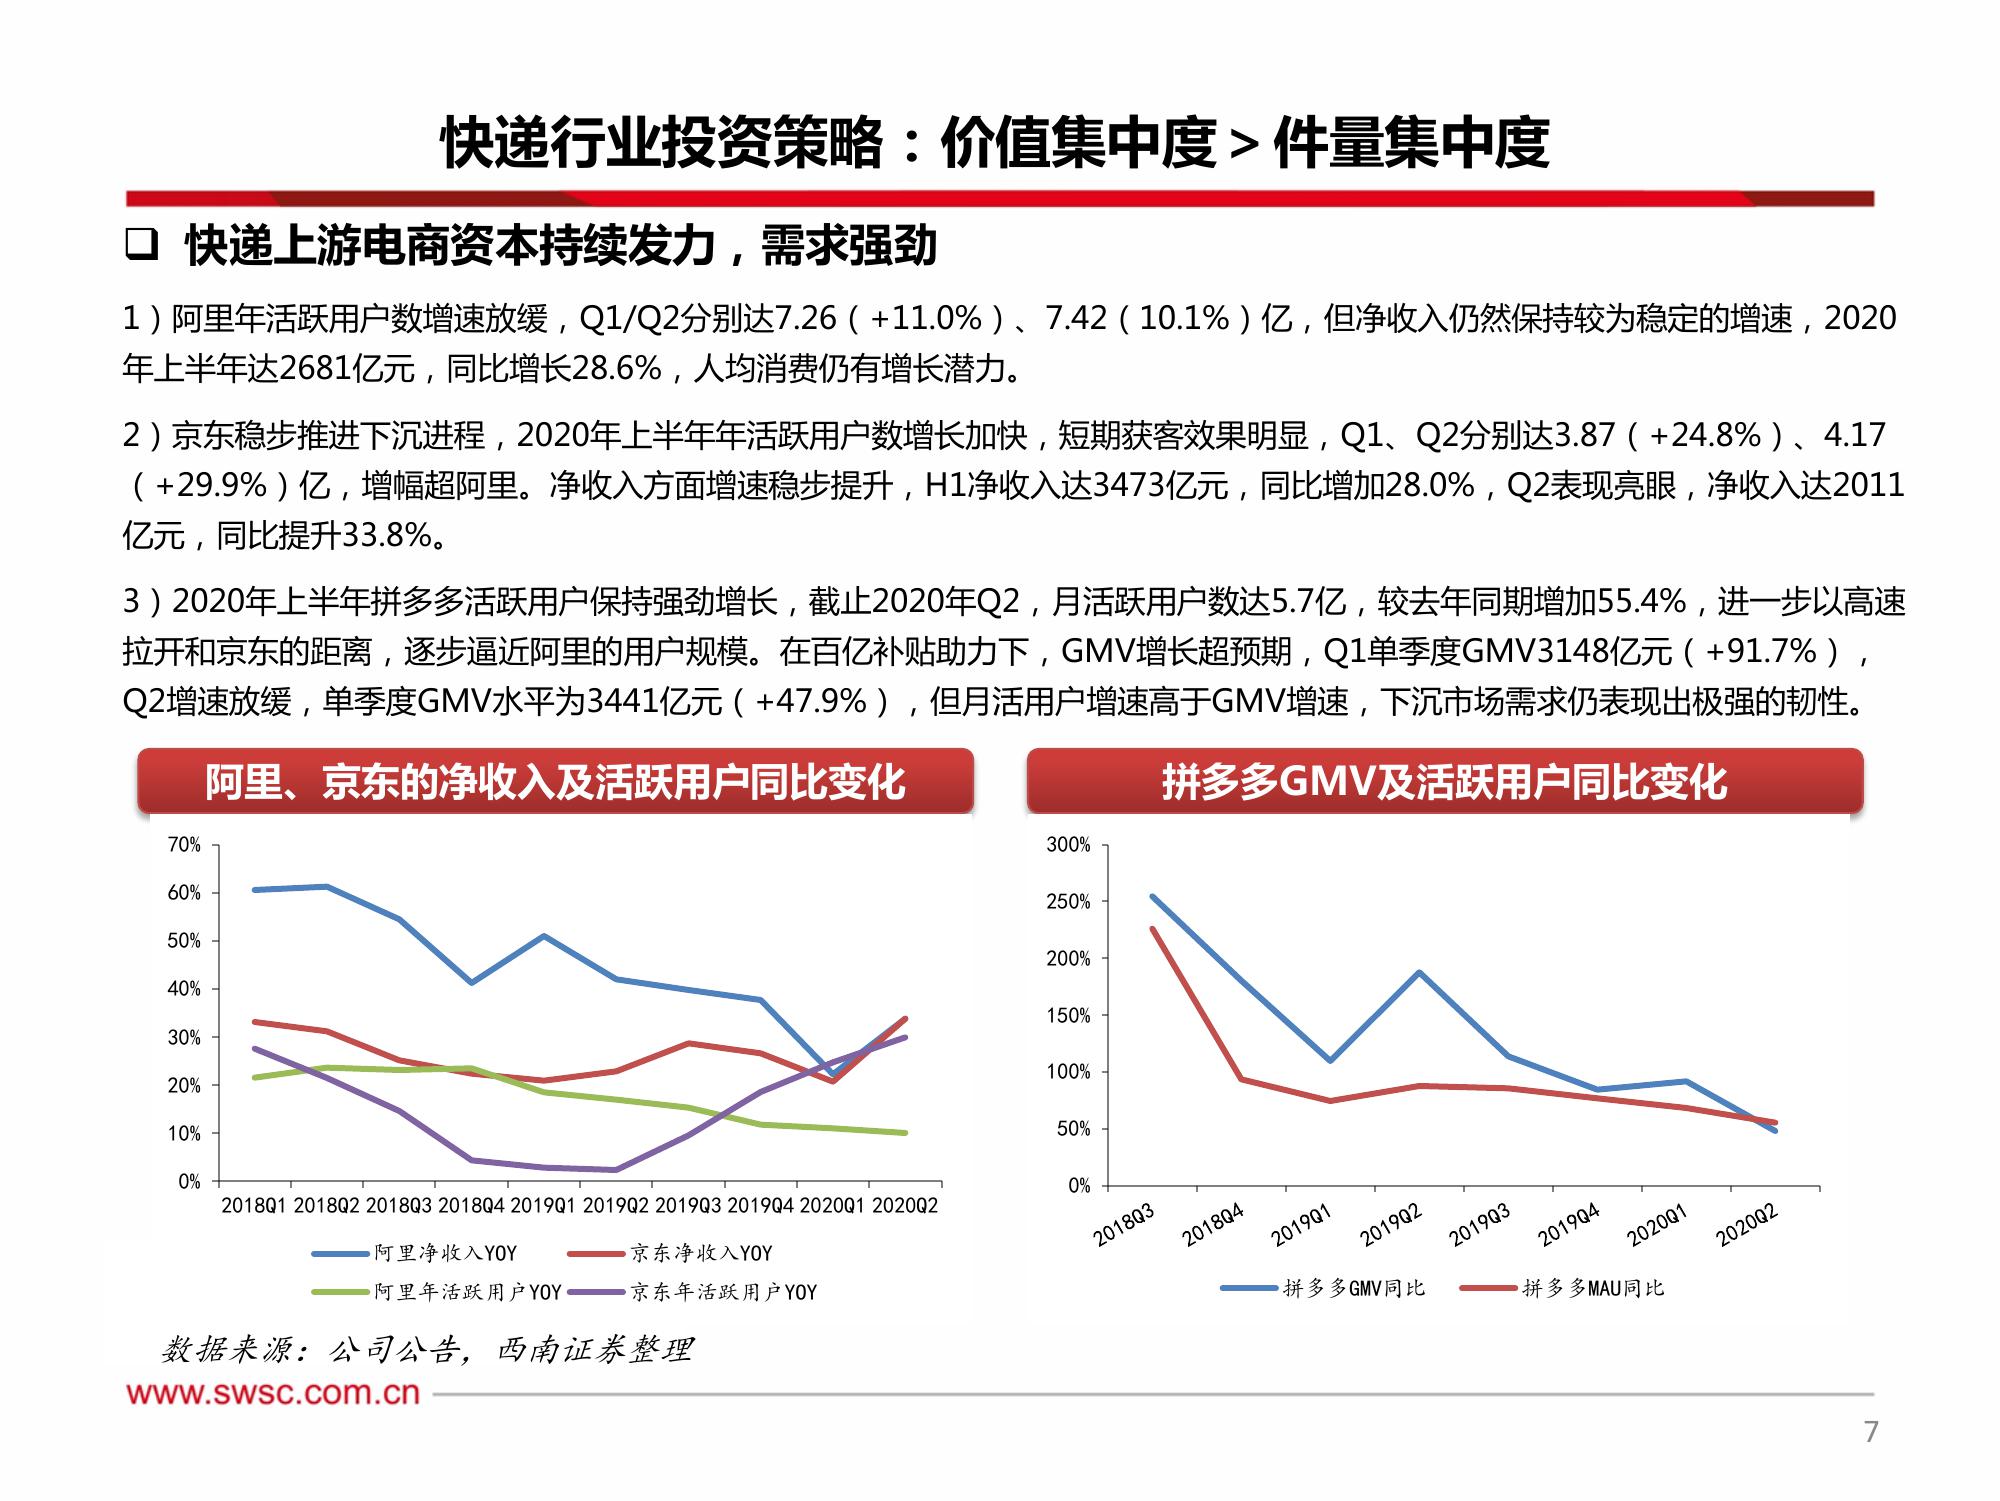 快递行业投资策略：价值集中度＞件量集中度
❑ 快递上游电商资本持续发力，需求强劲
1）阿里年活跃用户数增速放缓，Q1/Q2分别达7.26（+11.0%）、7.42（10.1%）亿，但净收入仍然保持较为稳定的增速，2020
年上半年达2681亿元，同比增长28.6%，人均消费仍有增长潜力。
2）京东稳步推进下沉进程，2020年上半年年活跃用户数增长加快，短期获客效果明显，Q1、Q2分别达3.87（+24.8%）、4.17
（+29.9%）亿，增幅超阿里。净收入方面增速稳步提升，H1净收入达3473亿元，同比增加28.0%，Q2表现亮眼，净收入达2011
亿元，同比提升33.8%。
3）2020年上半年拼多多活跃用户保持强劲增长，截止2020年Q2，月活跃用户数达5.7亿，较去年同期增加55.4%，进一步以高速
拉开和京东的距离，逐步逼近阿里的用户规模。在百亿补贴助力下，GMV增长超预期，Q1单季度GMV3148亿元（+91.7%），
Q2增速放缓，单季度GMV水平为3441亿元（+47.9%），但月活用户增速高于GMV增速，下沉市场需求仍表现出极强的韧性。
阿里、京东的净收入及活跃用户同比变化
70%
60%
50%
40%
30%
20%
10%
0%
2018Q1 2018Q2 2018Q3 2018Q4 2019Q1 2019Q2 2019Q3 2019Q4 2020Q1 2020Q2
阿里净收入YOY 京东净收入YOY
阿里年活跃用户YOY 京东年活跃用户YOY
拼多多GMV及活跃用户同比变化
300%
250%
200%
150%
100%
50%
0%
2018Q3 2018Q4 2019Q1 2019Q2 2019Q3 2019Q4 2020Q1 2020Q2
拼多多GMV同比 拼多多MAU同比
数据来源：公司公告，西南证券整理
www.swsc.com.cn
7